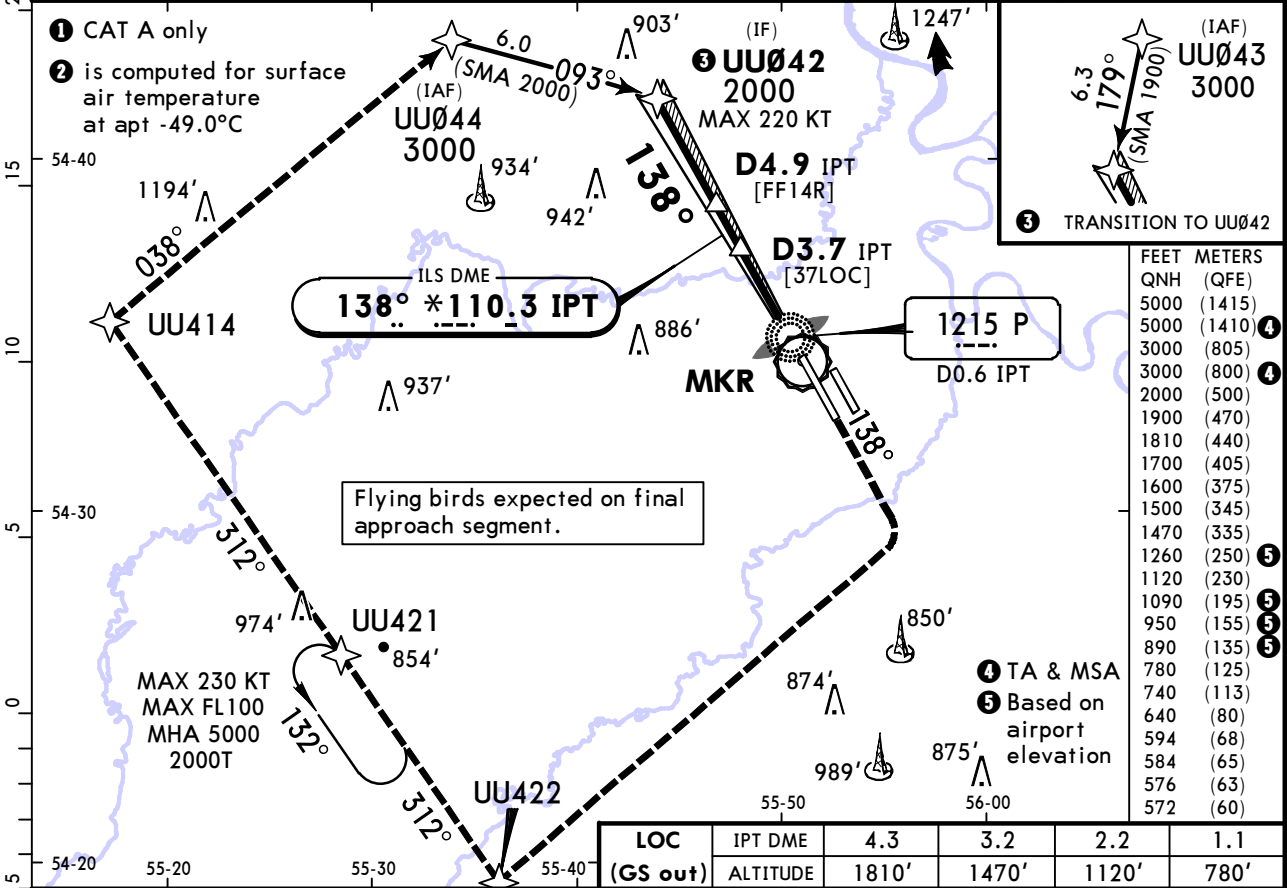 ❶ CAT A only
❷ is computed for surface
air temperature
at apt -49.0°C
903'
6.0
(SMA 2000)
093°
(IAF)
UUØ44
3000
(IF)
❸ UUØ42
2000
MAX 220 KT
1247'
(IAF)
UUØ43
3000
6.3
179°
(SMA 1900)
❸ TRANSITION TO UUØ42
54-40
15
1194'
934'
942'
138°
D4.9 IPT
[FF14R]
D3.7 IPT
[37LOC]
038°
ILS DME
138° *110.3 IPT
UU414
886'
1215 P
D0.6 IPT
MKR
10
937'
138°
Flying birds expected on final
approach segment.
54-30
5
312°
974'
UU421
854'
MAX 230 KT
MAX FL100
MHA 5000
2000T
132°
312°
0
850'
874'
989'
875'
❹ TA & MSA
❺ Based on
airport
elevation
UU422
54-20
5
55-20
55-30
55-40
55-50
56-00
FEET METERS
QNH (QFE)
5000 (1415)
5000 (1410) ❹
3000 (805)
3000 (800) ❹
2000 (500)
1900 (470)
1810 (440)
1700 (405)
1600 (375)
1500 (345)
1470 (335)
1260 (250) ❺
1120 (230)
1090 (195) ❺
950 (155) ❺
890 (135) ❺
780 (125)
740 (113)
640 (80)
594 (68)
584 (65)
576 (63)
572 (60)
LOC IPT DME 4.3 3.2 2.2 1.1
(GS out) ALTITUDE 1810' 1470' 1120' 780'